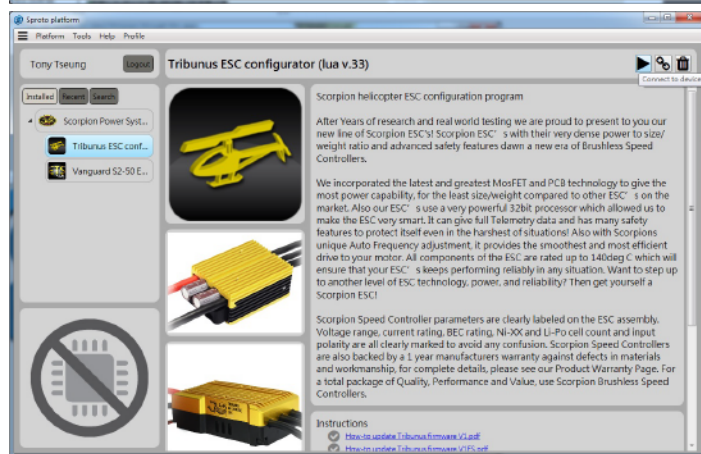 Sproto platform
Platform Tools Help Profile
Tony Tseung
Logout
Tribunus ESC configurator (lua v.33)
Connect to device
Installed
Recent
Search
Scorpion Power Syst...
Tribunus ESC conf...
Vanguard S2-50 E...
Scorpion helicopter ESC configuration program
After Years of research and real world testing we are proud to present to you our
new line of Scorpion ESC's! Scorpion ESC's with their very dense power to size/
weight ratio and advanced safety features dawn a new era of Brushless Speed
Controllers.
We incorporated the latest and greatest MosFET and PCB technology to give the
most power capability, for the least size/weight compared to other ESC's on the
market. Also our ESC's use a very powerful 32bit processor which allowed us to
make the ESC very smart. It can give full Telemetry data and has many safety
features to protect itself even in the harshest of situations! Also with Scorpions
unique Auto Frequency adjustment, it provides the smoothest and most efficient
drive to your motor. All components of the ESC are rated up to 140deg C which will
ensure that your ESC's keeps performing reliably in any situation. Want to step up
to another level of ESC technology, power, and reliability? Then get yourself a
Scorpion ESC!
Scorpion Speed Controller parameters are clearly labeled on the ESC assembly.
Voltage range, current rating, BEC rating, Ni-XX and Li-Po cell count and input
polarity are all clearly marked to avoid any confusion. Scorpion Speed Controllers
are also backed by a 1 year manufacturers warranty against defects in materials
and workmanship, for complete details, please see our Product Warranty Page. For
a total package of Quality, Performance and Value, use Scorpion Brushless Speed
Controllers.
Instructions
How-to update Tribunus firmware V1.pdf
How-to update Tribunus firmware V1ES.pdf